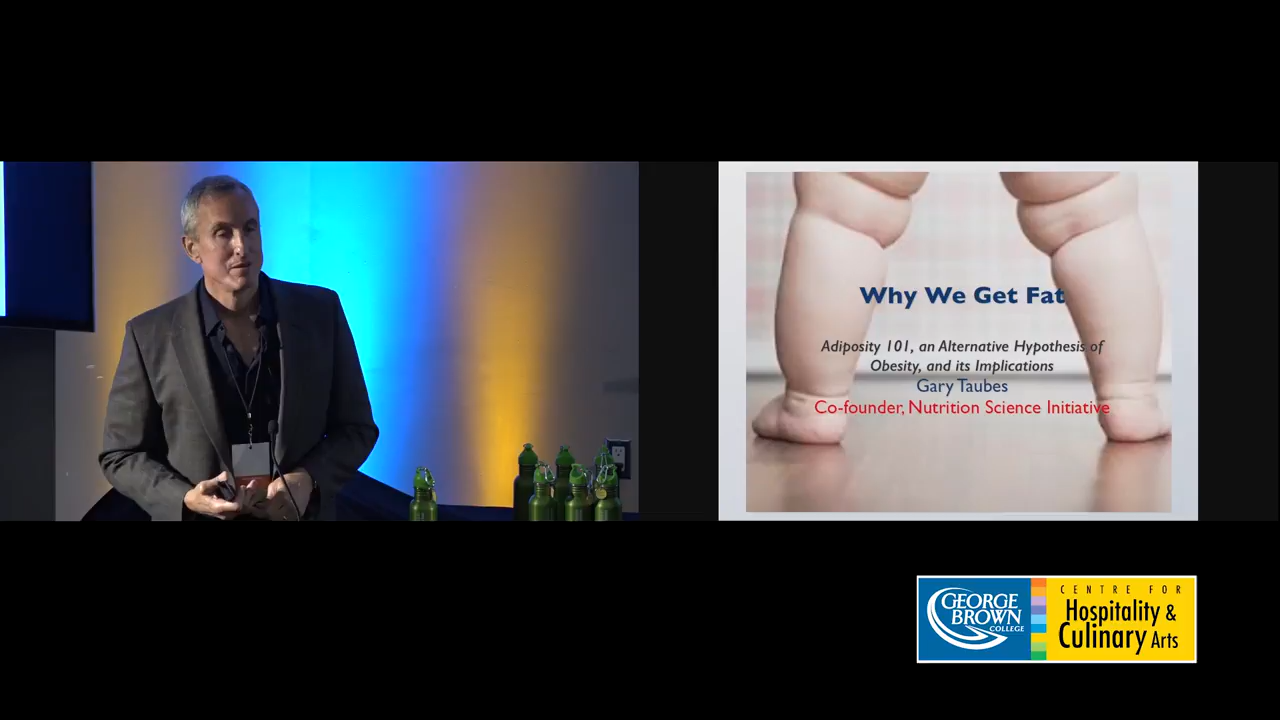 Why We Get Fat
Adiposity 101, an Alternative Hypothesis of
Obesity, and its Implications
Gary Taubes
Co-founder, Nutrition Science Initiative
GEORGE
BROWN
COLLEGE
CENTRE FOR
Hospitality &
Culinary Arts